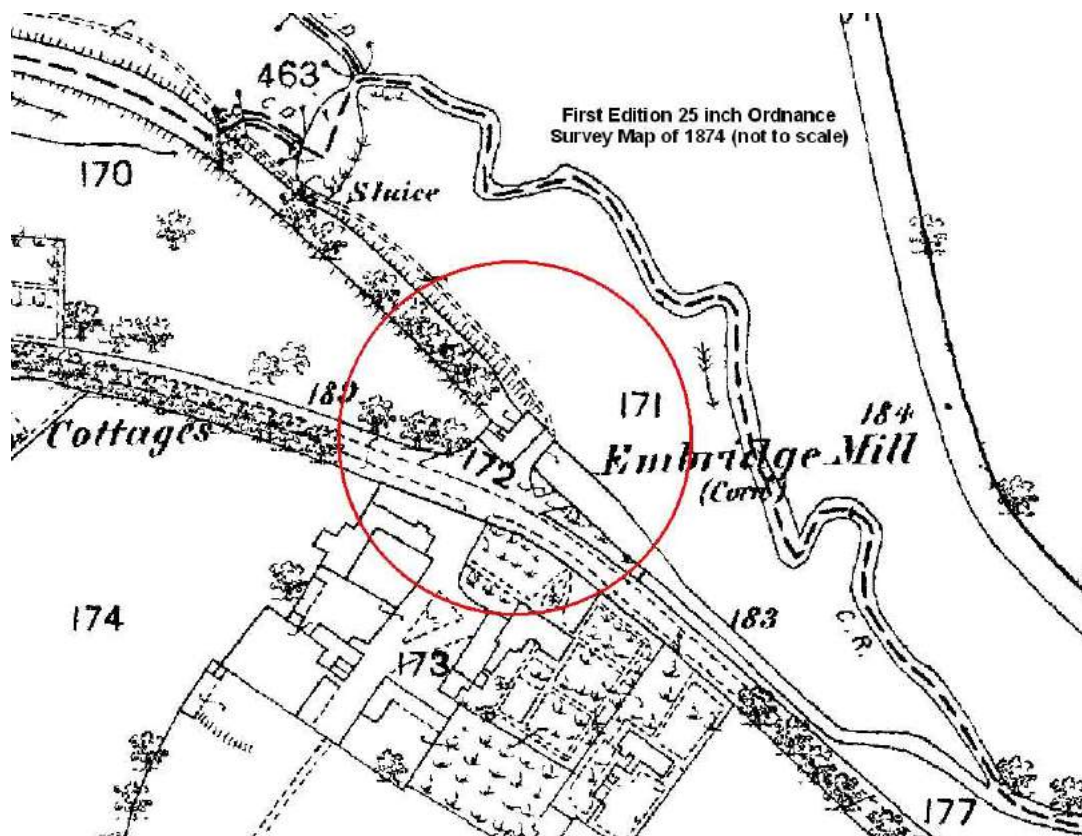 C D
463
C D
First Edition 25 inch Ordnance
Survey Map of 1874 (not to scale)
170
Sluice
189
171
184
Cottages
172
Embridge Mill
(Corn)
174
183
C.R.
173
177